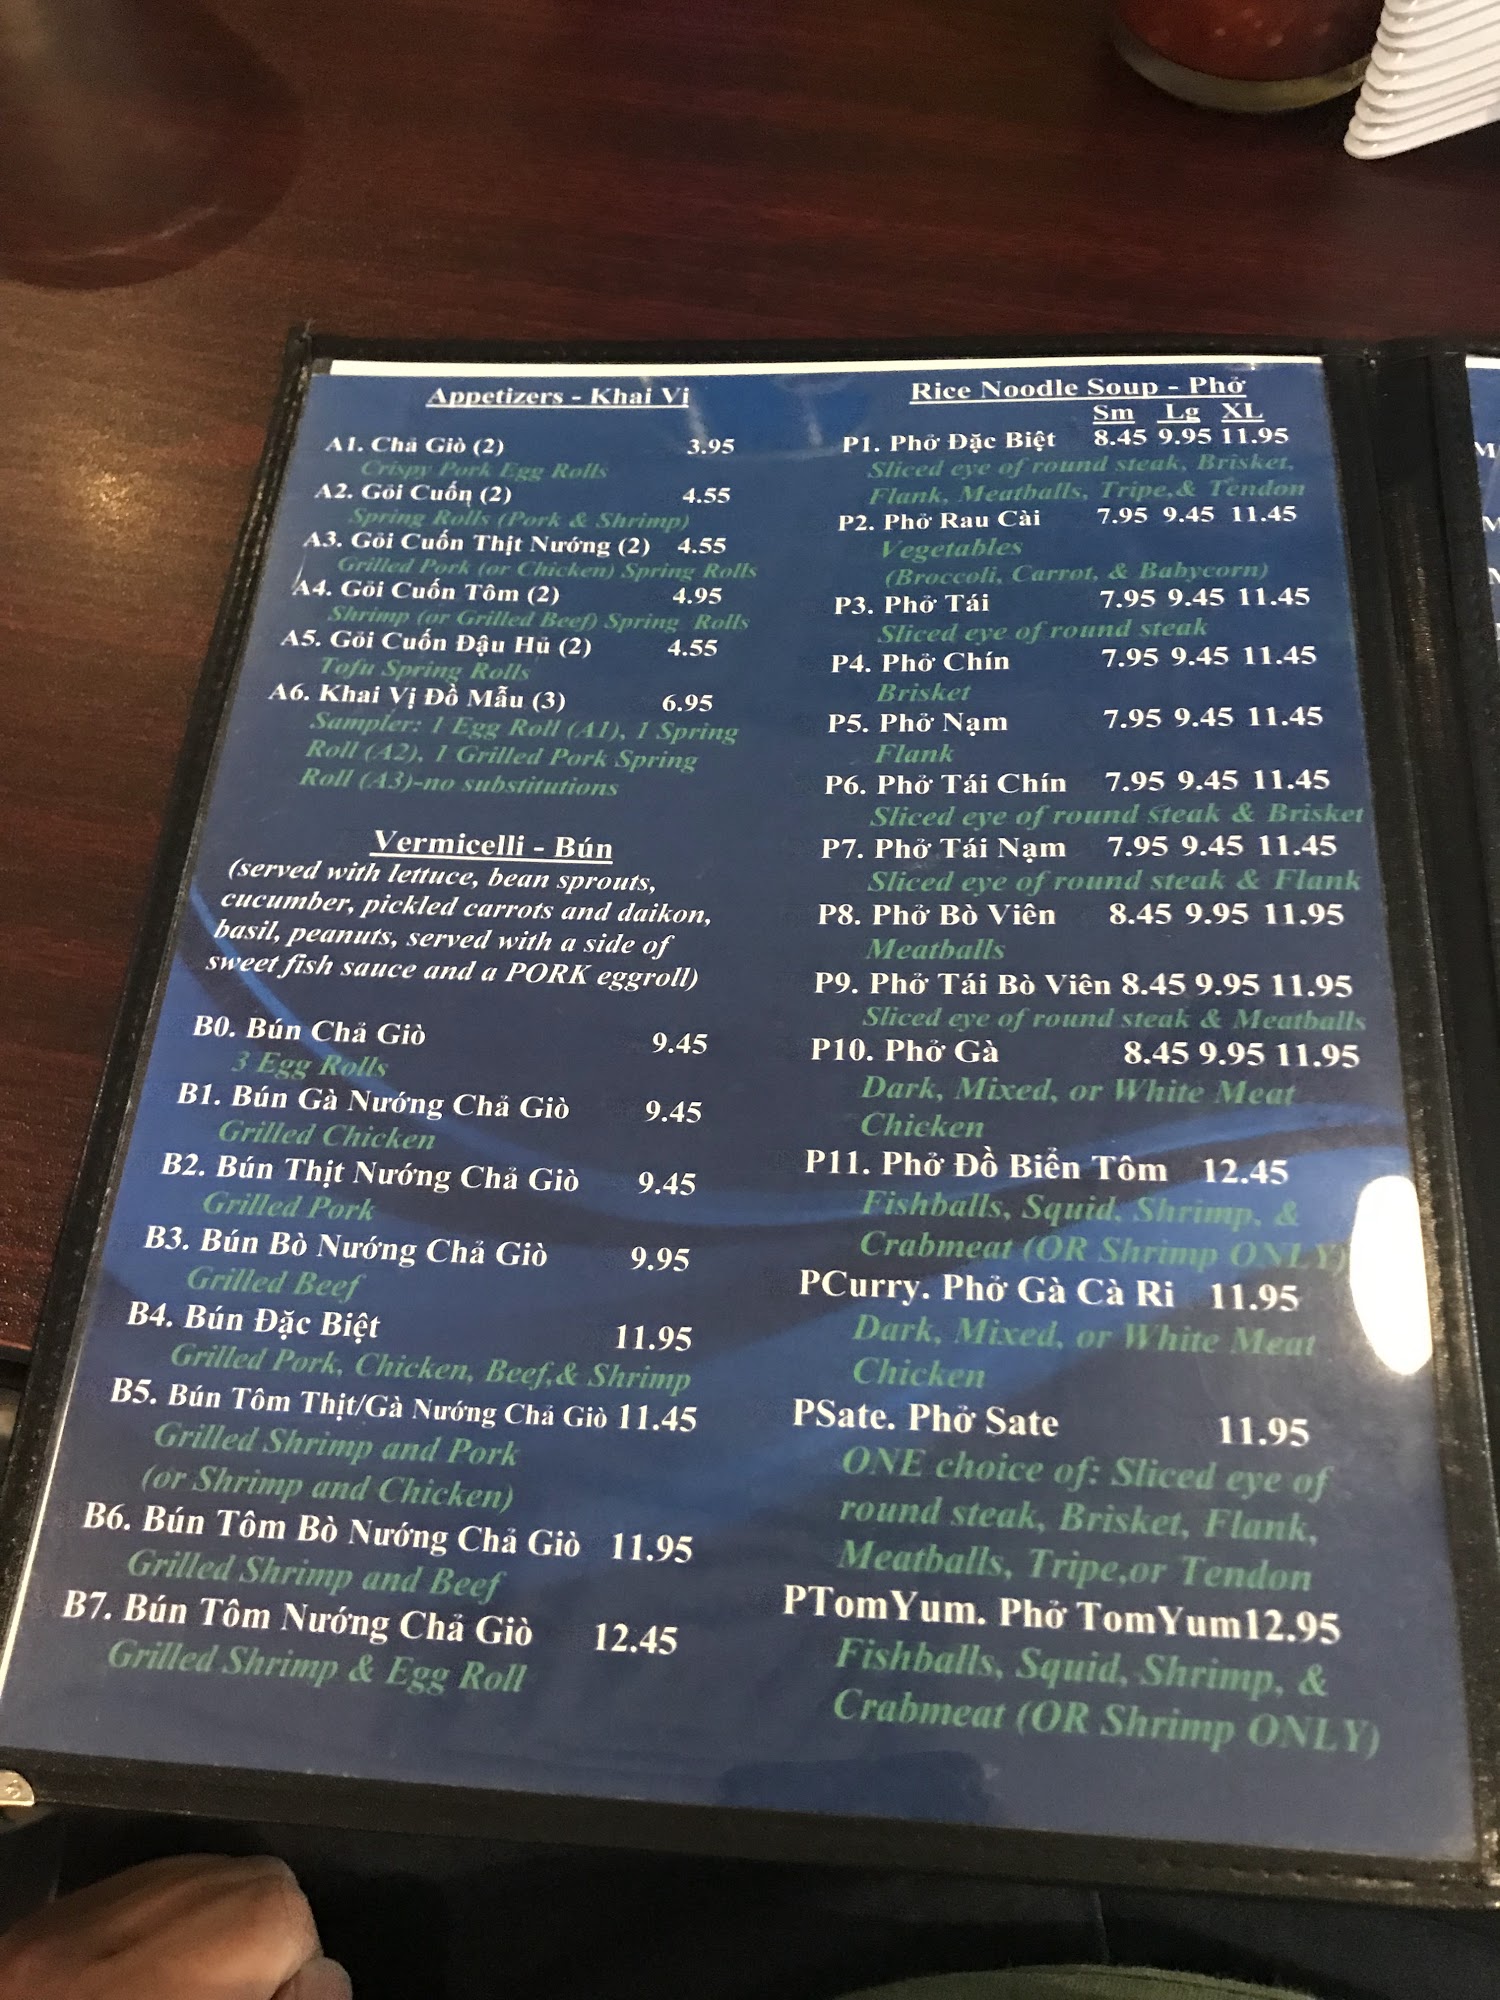 Appetizers - Khai Vị
A1. Chả Giò (2) 3.95
Crispy Pork Egg Rolls
A2. Gỏi Cuốn (2) 4.55
Spring Rolls (Pork & Shrimp)
A3. Gỏi Cuốn Thịt Nướng (2) 4.55
Grilled Pork (or Chicken) Spring Rolls
A4. Gỏi Cuốn Tôm (2) 4.95
Shrimp (or Grilled Beef) Spring Rolls
A5. Gỏi Cuốn Đậu Hủ (2) 4.55
Tofu Spring Rolls
A6. Khai Vị Đồ Mẫu (3) 6.95
Sampler: 1 Egg Roll (A1), 1 Spring
Roll (A2), 1 Grilled Pork Spring
Roll (A3)-no substitutions
Vermicelli - Bún
(served with lettuce, bean sprouts,
cucumber, pickled carrots and daikon,
basil, peanuts, served with a side of
sweet fish sauce and a PORK eggroll)
B0. Bún Chả Giò 9.45
3 Egg Rolls
B1. Bún Gà Nướng Chả Giò 9.45
Grilled Chicken
B2. Bún Thịt Nướng Chả Giò 9.45
Grilled Pork
B3. Bún Bò Nướng Chả Giò 9.95
Grilled Beef
B4. Bún Đặc Biệt 11.95
Grilled Pork, Chicken, Beef,& Shrimp
B5. Bún Tôm Thịt/Gà Nướng Chả Giò 11.45
Grilled Shrimp and Pork
(or Shrimp and Chicken)
B6. Bún Tôm Bò Nướng Chả Giò 11.95
Grilled Shrimp and Beef
B7. Bún Tôm Nướng Chả Giò 12.45
Grilled Shrimp & Egg Roll
Rice Noodle Soup - Phở
Sm Lg XL
P1. Phở Đặc Biệt 8.45 9.95 11.95
Sliced eye of round steak, Brisket,
Flank, Meatballs, Tripe,& Tendon
P2. Phở Rau Cài 7.95 9.45 11.45
Vegetables
(Broccoli, Carrot, & Babycorn)
P3. Phở Tái 7.95 9.45 11.45
Sliced eye of round steak
P4. Phở Chín 7.95 9.45 11.45
Brisket
P5. Phở Nạm 7.95 9.45 11.45
Flank
P6. Phở Tái Chín 7.95 9.45 11.45
Sliced eye of round steak & Brisket
P7. Phở Tái Nạm 7.95 9.45 11.45
Sliced eye of round steak & Flank
P8. Phở Bò Viên 8.45 9.95 11.95
Meatballs
P9. Phở Tái Bò Viên 8.45 9.95 11.95
Sliced eye of round steak & Meatballs
P10. Phở Gà 8.45 9.95 11.95
Dark, Mixed, or White Meat
Chicken
P11. Phở Đồ Biển Tôm 12.45
Fishballs, Squid, Shrimp, &
Crabmeat (OR Shrimp ONLY)
PCurry. Phở Gà Cà Ri 11.95
Dark, Mixed, or White Meat
Chicken
PSate. Phở Sate 11.95
ONE choice of: Sliced eye of
round steak, Brisket, Flank,
Meatballs, Tripe,or Tendon
PTomYum. Phở TomYum12.95
Fishballs, Squid, Shrimp, &
Crabmeat (OR Shrimp ONLY)